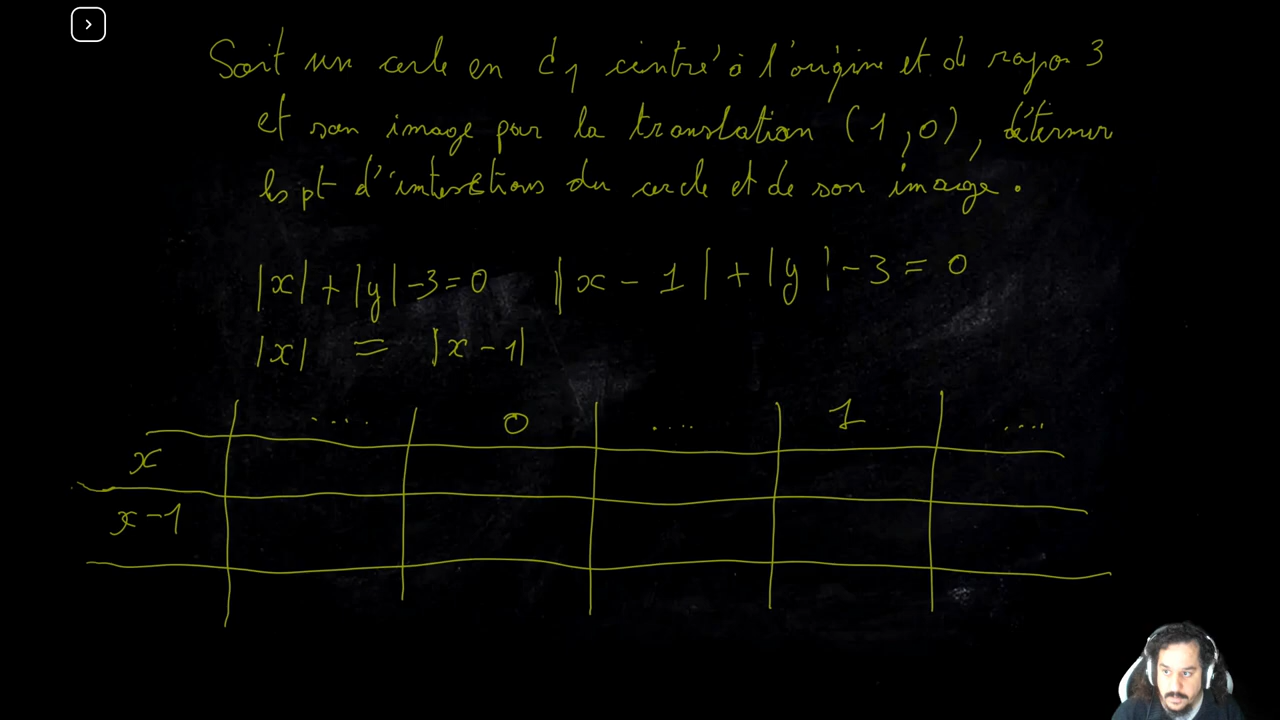 Soit un cercle en d1 centré à l'origine et de rayon 3
et son image par la translation (1,0), déterminer
les pt d'intersections du cercle et de son image.
|x| + |y| -3=0 |x - 1| + |y| -3 = 0
|x| = |x-1|
..... 0 .... 1 ....
x
x-1